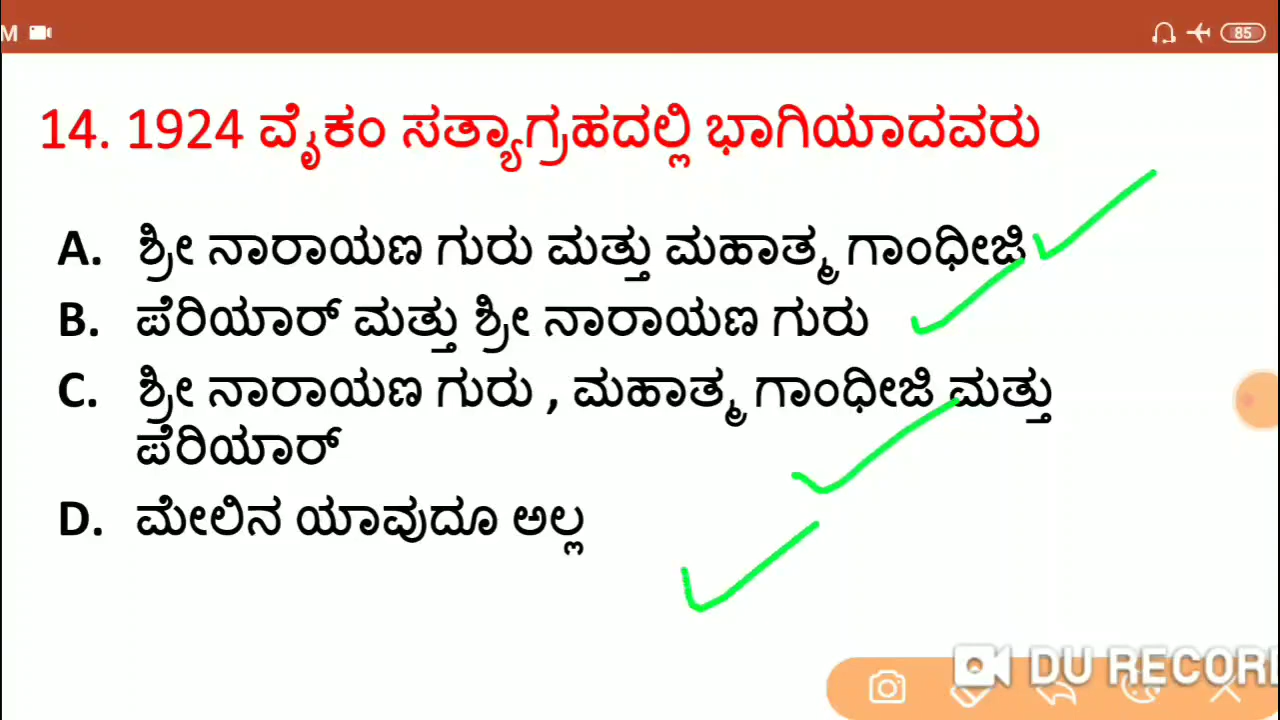 M
85
14. 1924 ವೈಕಂ ಸತ್ಯಾಗ್ರಹದಲ್ಲಿ ಭಾಗಿಯಾದವರು
A. ಶ್ರೀ ನಾರಾಯಣ ಗುರು ಮತ್ತು ಮಹಾತ್ಮ ಗಾಂಧೀಜಿ
B. ಪೆರಿಯಾರ್ ಮತ್ತು ಶ್ರೀ ನಾರಾಯಣ ಗುರು
C. ಶ್ರೀ ನಾರಾಯಣ ಗುರು , ಮಹಾತ್ಮ ಗಾಂಧೀಜಿ ಮತ್ತು
ಪೆರಿಯಾರ್
D. ಮೇಲಿನ ಯಾವುದೂ ಅಲ್ಲ
DU RECOR